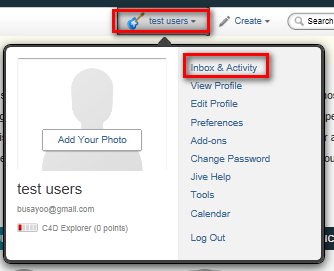 test users
Create
Search
Inbox & Activity
View Profile
Edit Profile
Preferences
Add-ons
Change Password
Jive Help
Tools
Calendar
Log Out
Add Your Photo
test users
busayoo@gmail.com
C4D Explorer (0 points)